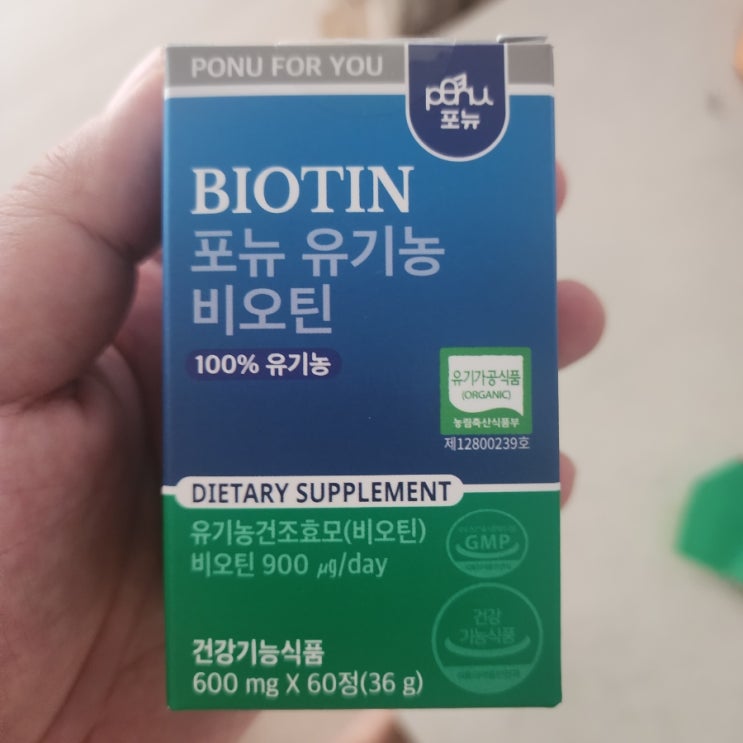 PONU FOR YOU
ponu
포뉴
BIOTIN
포뉴 유기농
비오틴
100% 유기농
유기가공식품
(ORGANIC)
농림축산식품부
제12800239호
DIETARY SUPPLEMENT
유기농건조효모(비오틴)
비오틴 900 μg/day
GMP
건강
기능식품
건강기능식품
600 mg X 60정(36 g)